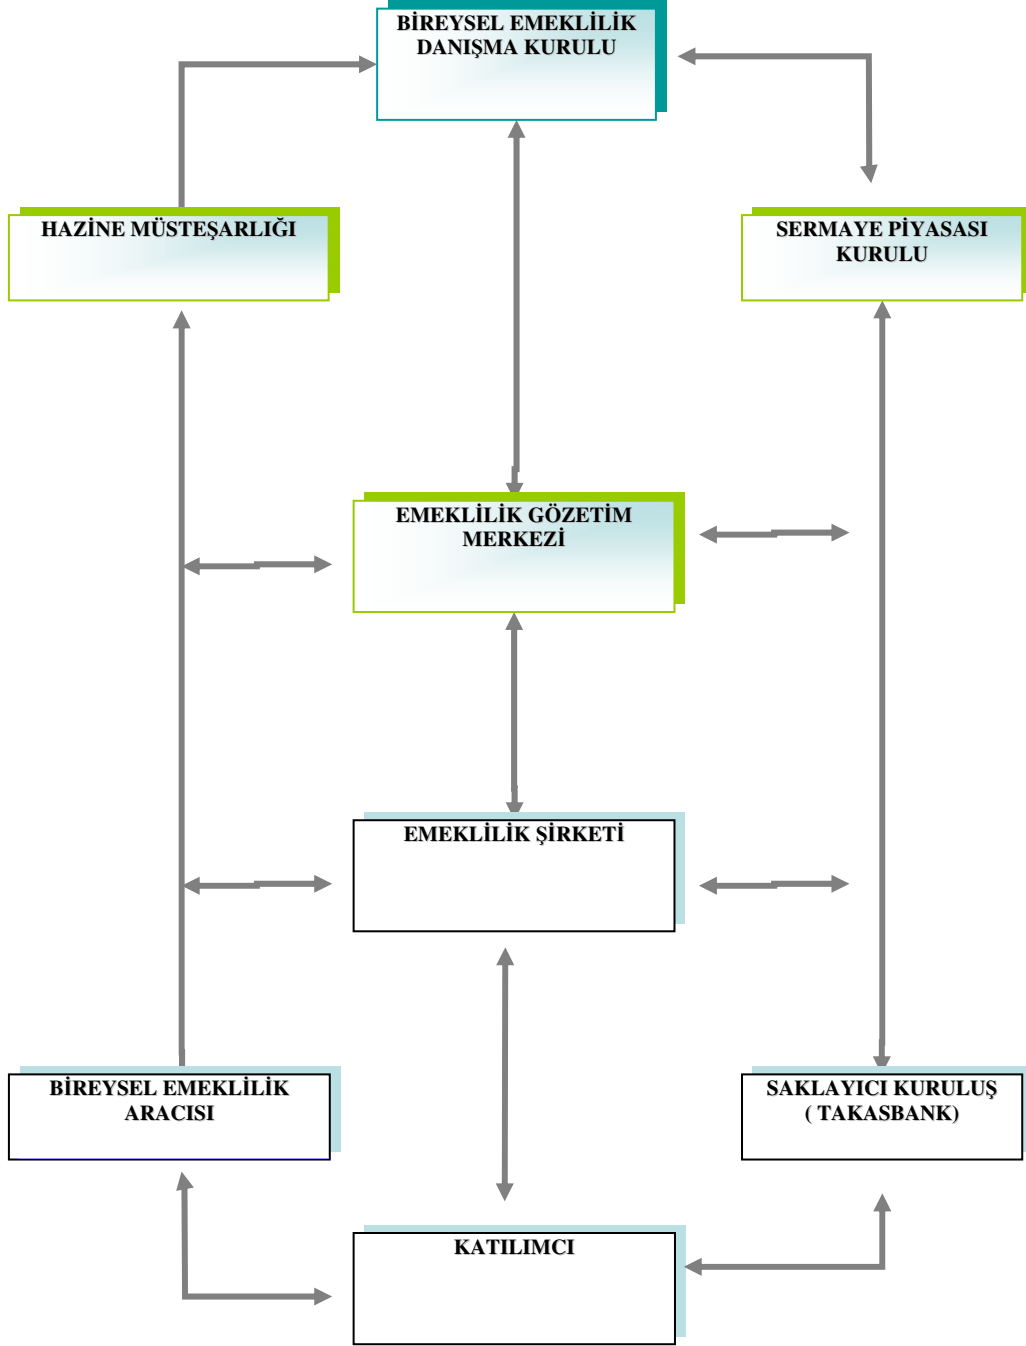 BİREYSEL EMEKLİLİK
DANIŞMA KURULU
HAZİNE MÜSTEŞARLIĞI
SERMAYE PİYASASI
KURULU
EMEKLİLİK GÖZETİM
MERKEZİ
EMEKLİLİK ŞİRKETİ
BİREYSEL EMEKLİLİK
ARACISI
SAKLAYICI KURULUŞ
( TAKASBANK)
KATILIMCI